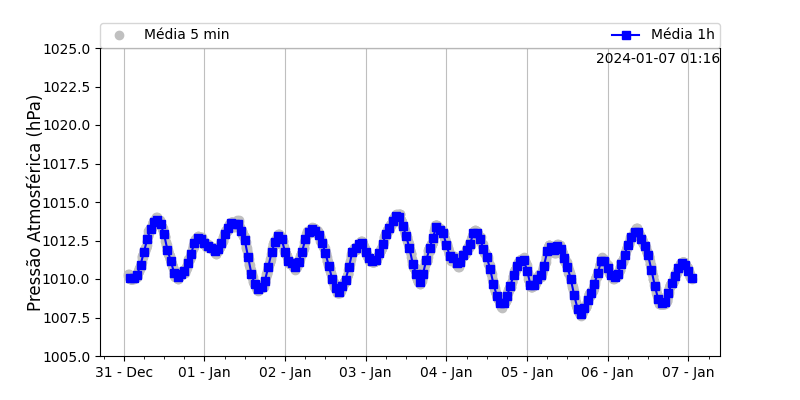 Média 5 min
Média 1h
2024-01-07 01:16
Pressão Atmosférica (hPa)
1025.0
1022.5
1020.0
1017.5
1015.0
1012.5
1010.0
1007.5
1005.0
31 - Dec
01 - Jan
02 - Jan
03 - Jan
04 - Jan
05 - Jan
06 - Jan
07 - Jan